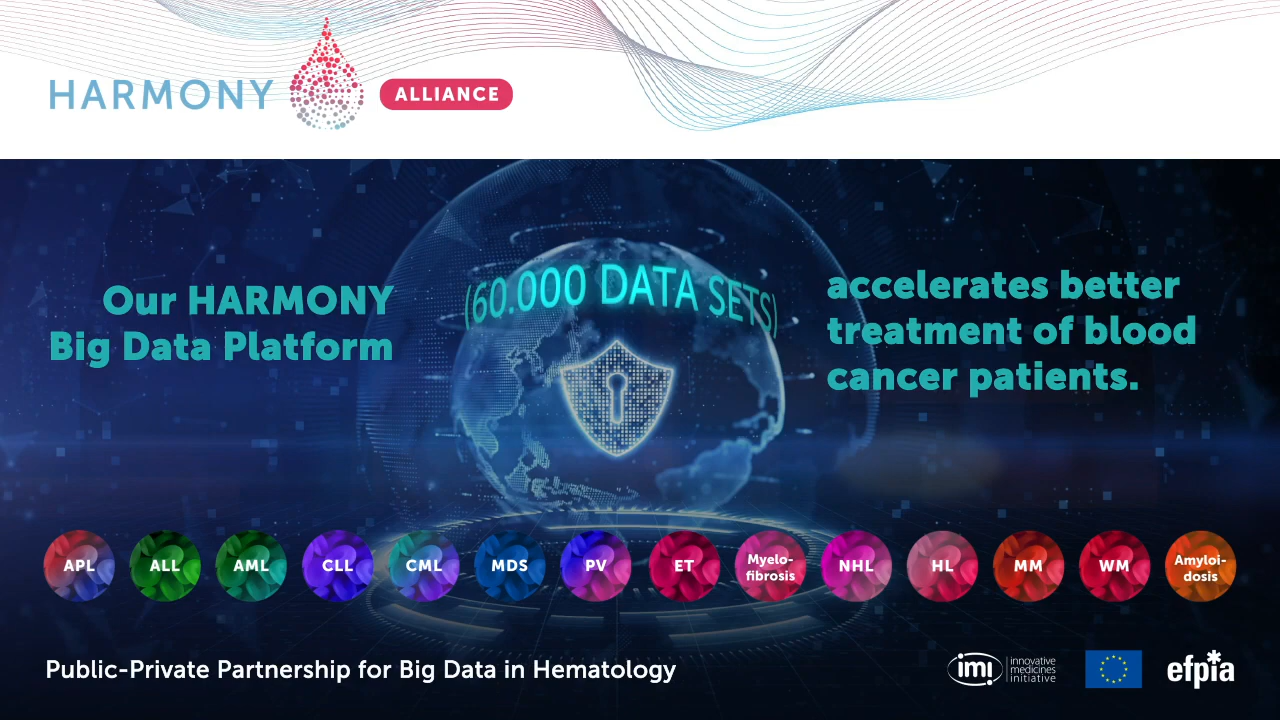 HARMONY ALLIANCE
Our HARMONY
Big Data Platform
(60.000 DATA SETS)
accelerates better
treatment of blood
cancer patients.
APL ALL AML CLL CML MDS PV ET Myelo-
fibrosis NHL HL MM WM Amyloi-
dosis
Public-Private Partnership for Big Data in Hematology
imi innovative
medicines
initiative
efpia